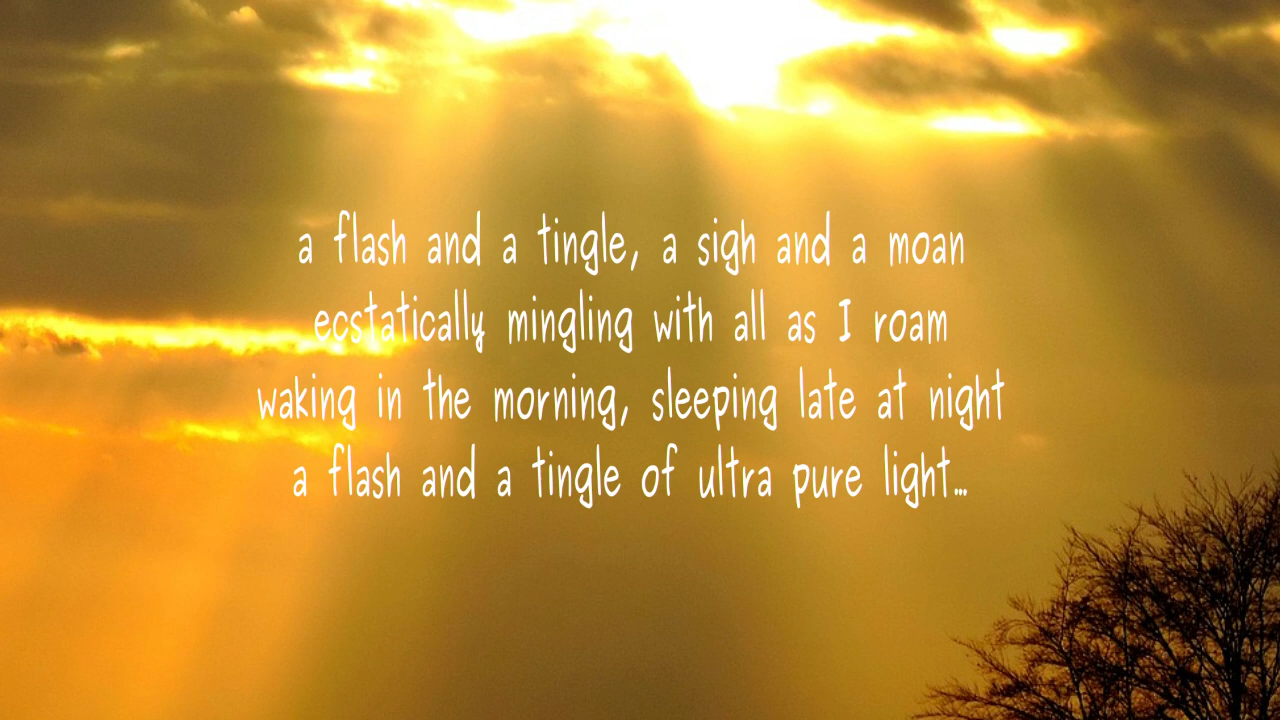 a flash and a tingle, a sigh and a moan
ecstatically mingling with all as I roam
waking in the morning, sleeping late at night
a flash and a tingle of ultra pure light...